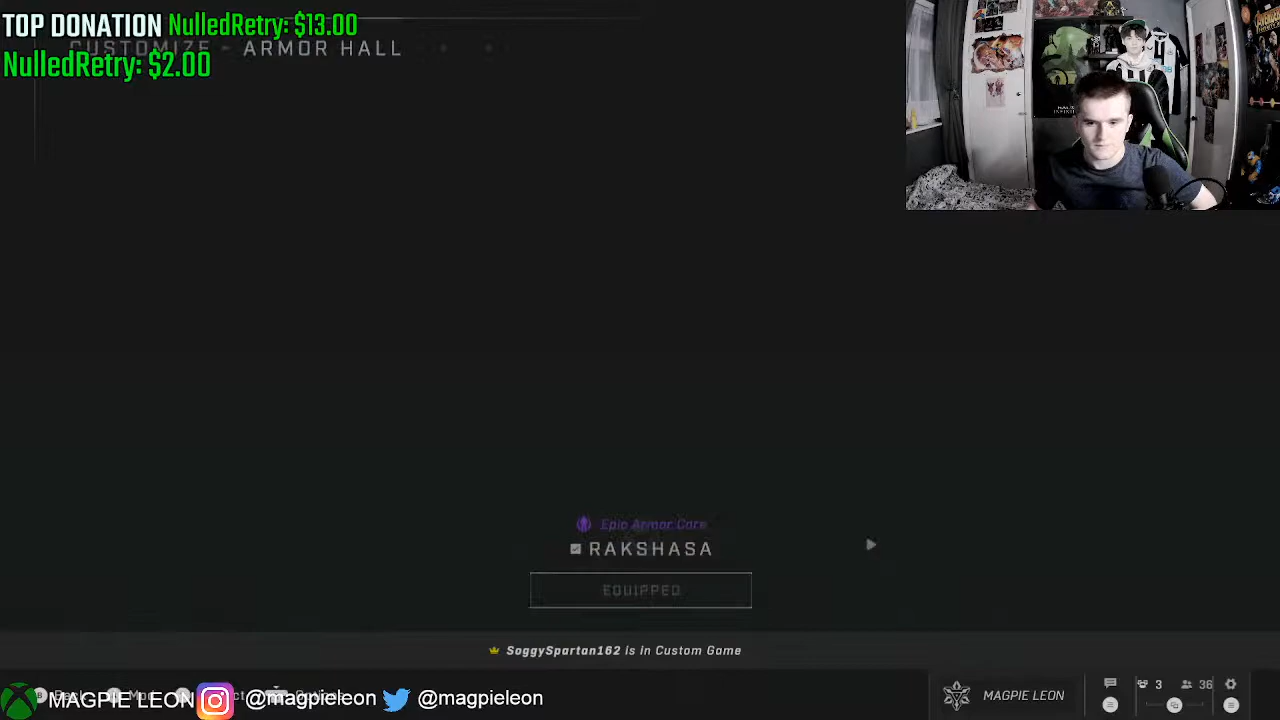 TOP DONATION NulledRetry: $13.00
CUSTOMIZE - ARMOR HALL
NulledRetry: $2.00
Epic Armor Core
RAKSHASA
EQUIPPED
SoggySpartan162 is in Custom Game
MAGPIE LEON @magpieleon @magpieleon
MAGPIE LEON
3 36